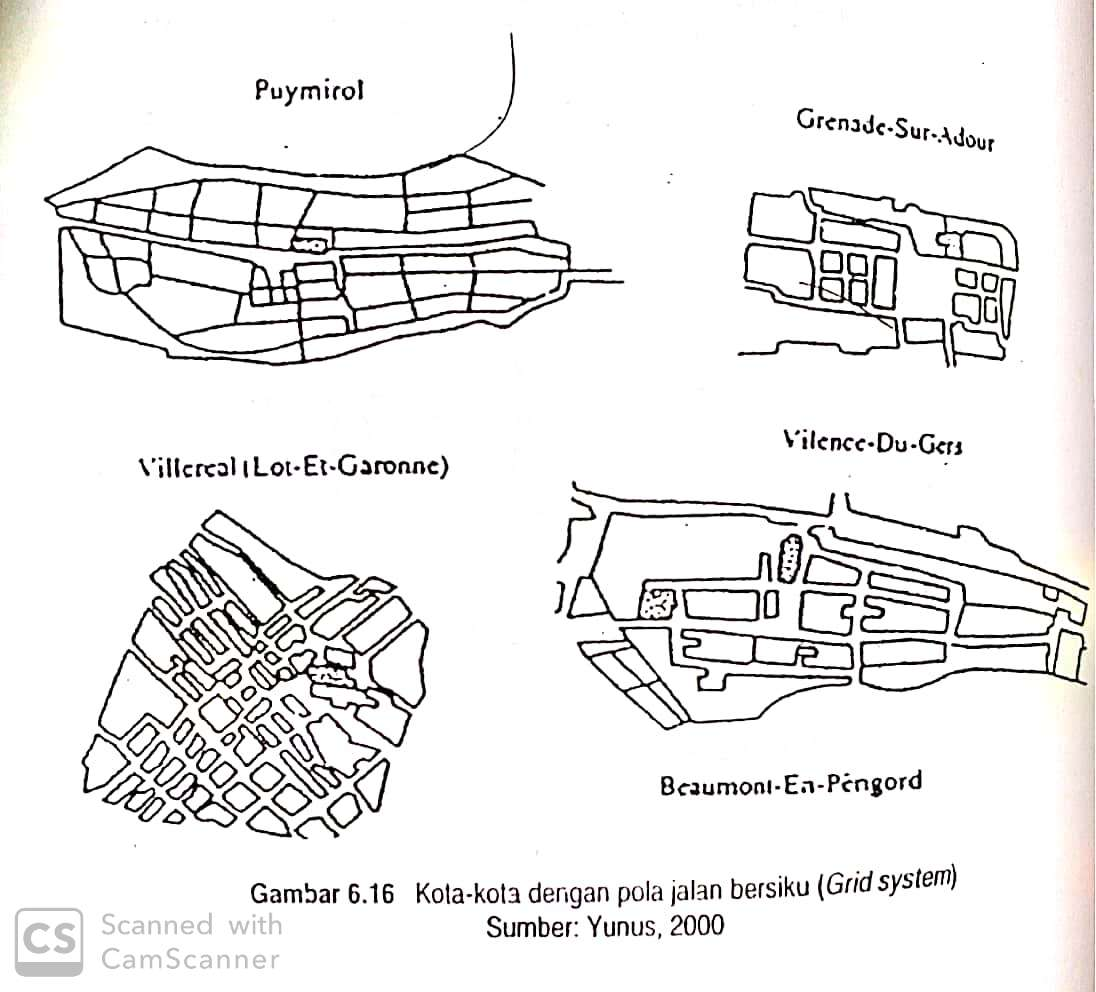 Puymirol
Grenade-Sur-Adour
Villereal (Lot-Et-Garonne)
Vilence-Du-Gers
Beaumont-En-Péngord
Gambar 6.16 Kota-kota dengan pola jalan bersiku (Grid system)
Sumber: Yunus, 2000
CS Scanned with
CamScanner